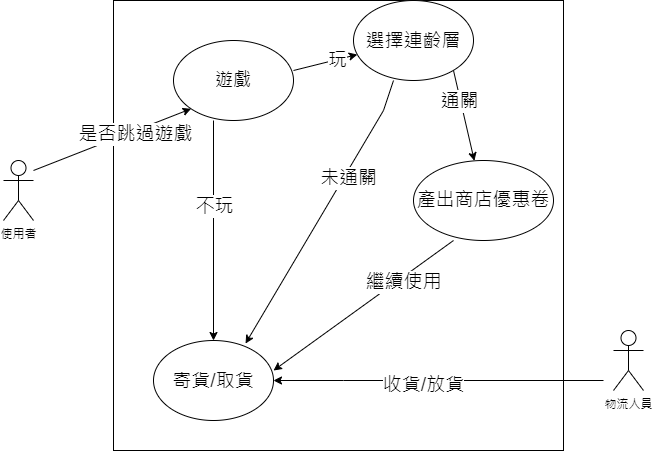 選擇連齡層
遊戲
玩
通關
是否跳過遊戲
未通關
不玩
產出商店優惠卷
使用者
繼續使用
寄貨/取貨
收貨/放貨
物流人員